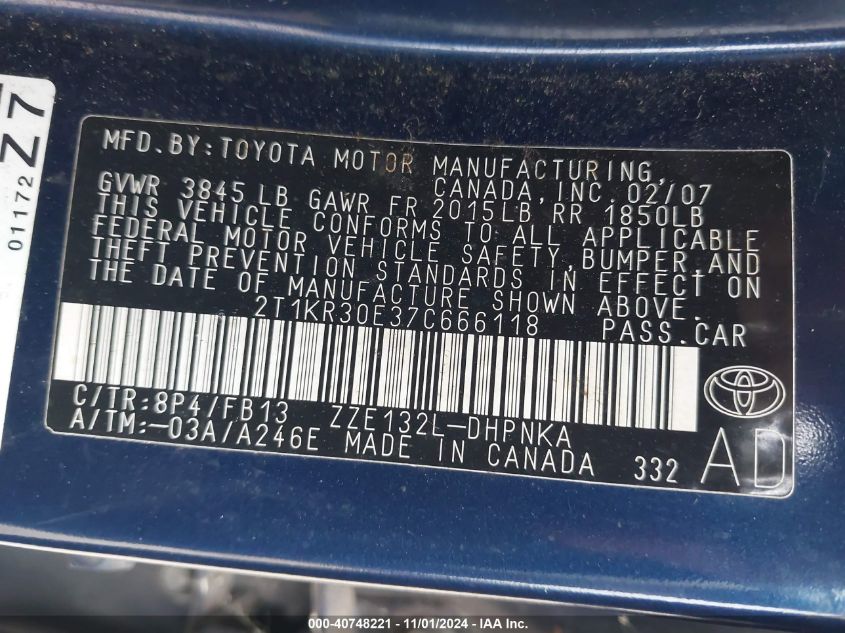 Z7
01172
MFD.BY:TOYOTA MOTOR MANUFACTURING,
CANADA,INC. 02/07
GVWR 3845 LB GAWR FR 2015LB RR 1850LB
THIS VEHICLE CONFORMS TO ALL APPLICABLE
FEDERAL MOTOR VEHICLE SAFETY,BUMPER,AND
THEFT PREVENTION STANDARDS IN EFFECT ON
THE DATE OF MANUFACTURE SHOWN ABOVE.
2T1KR30E37C666118 PASS.CAR
C/TR:8P4/FB13 ZZE132L-DHPNKA
A/TM:-03A/A246E MADE IN CANADA 332 AD
000-40748221 - 11/01/2024 - IAAI.COM